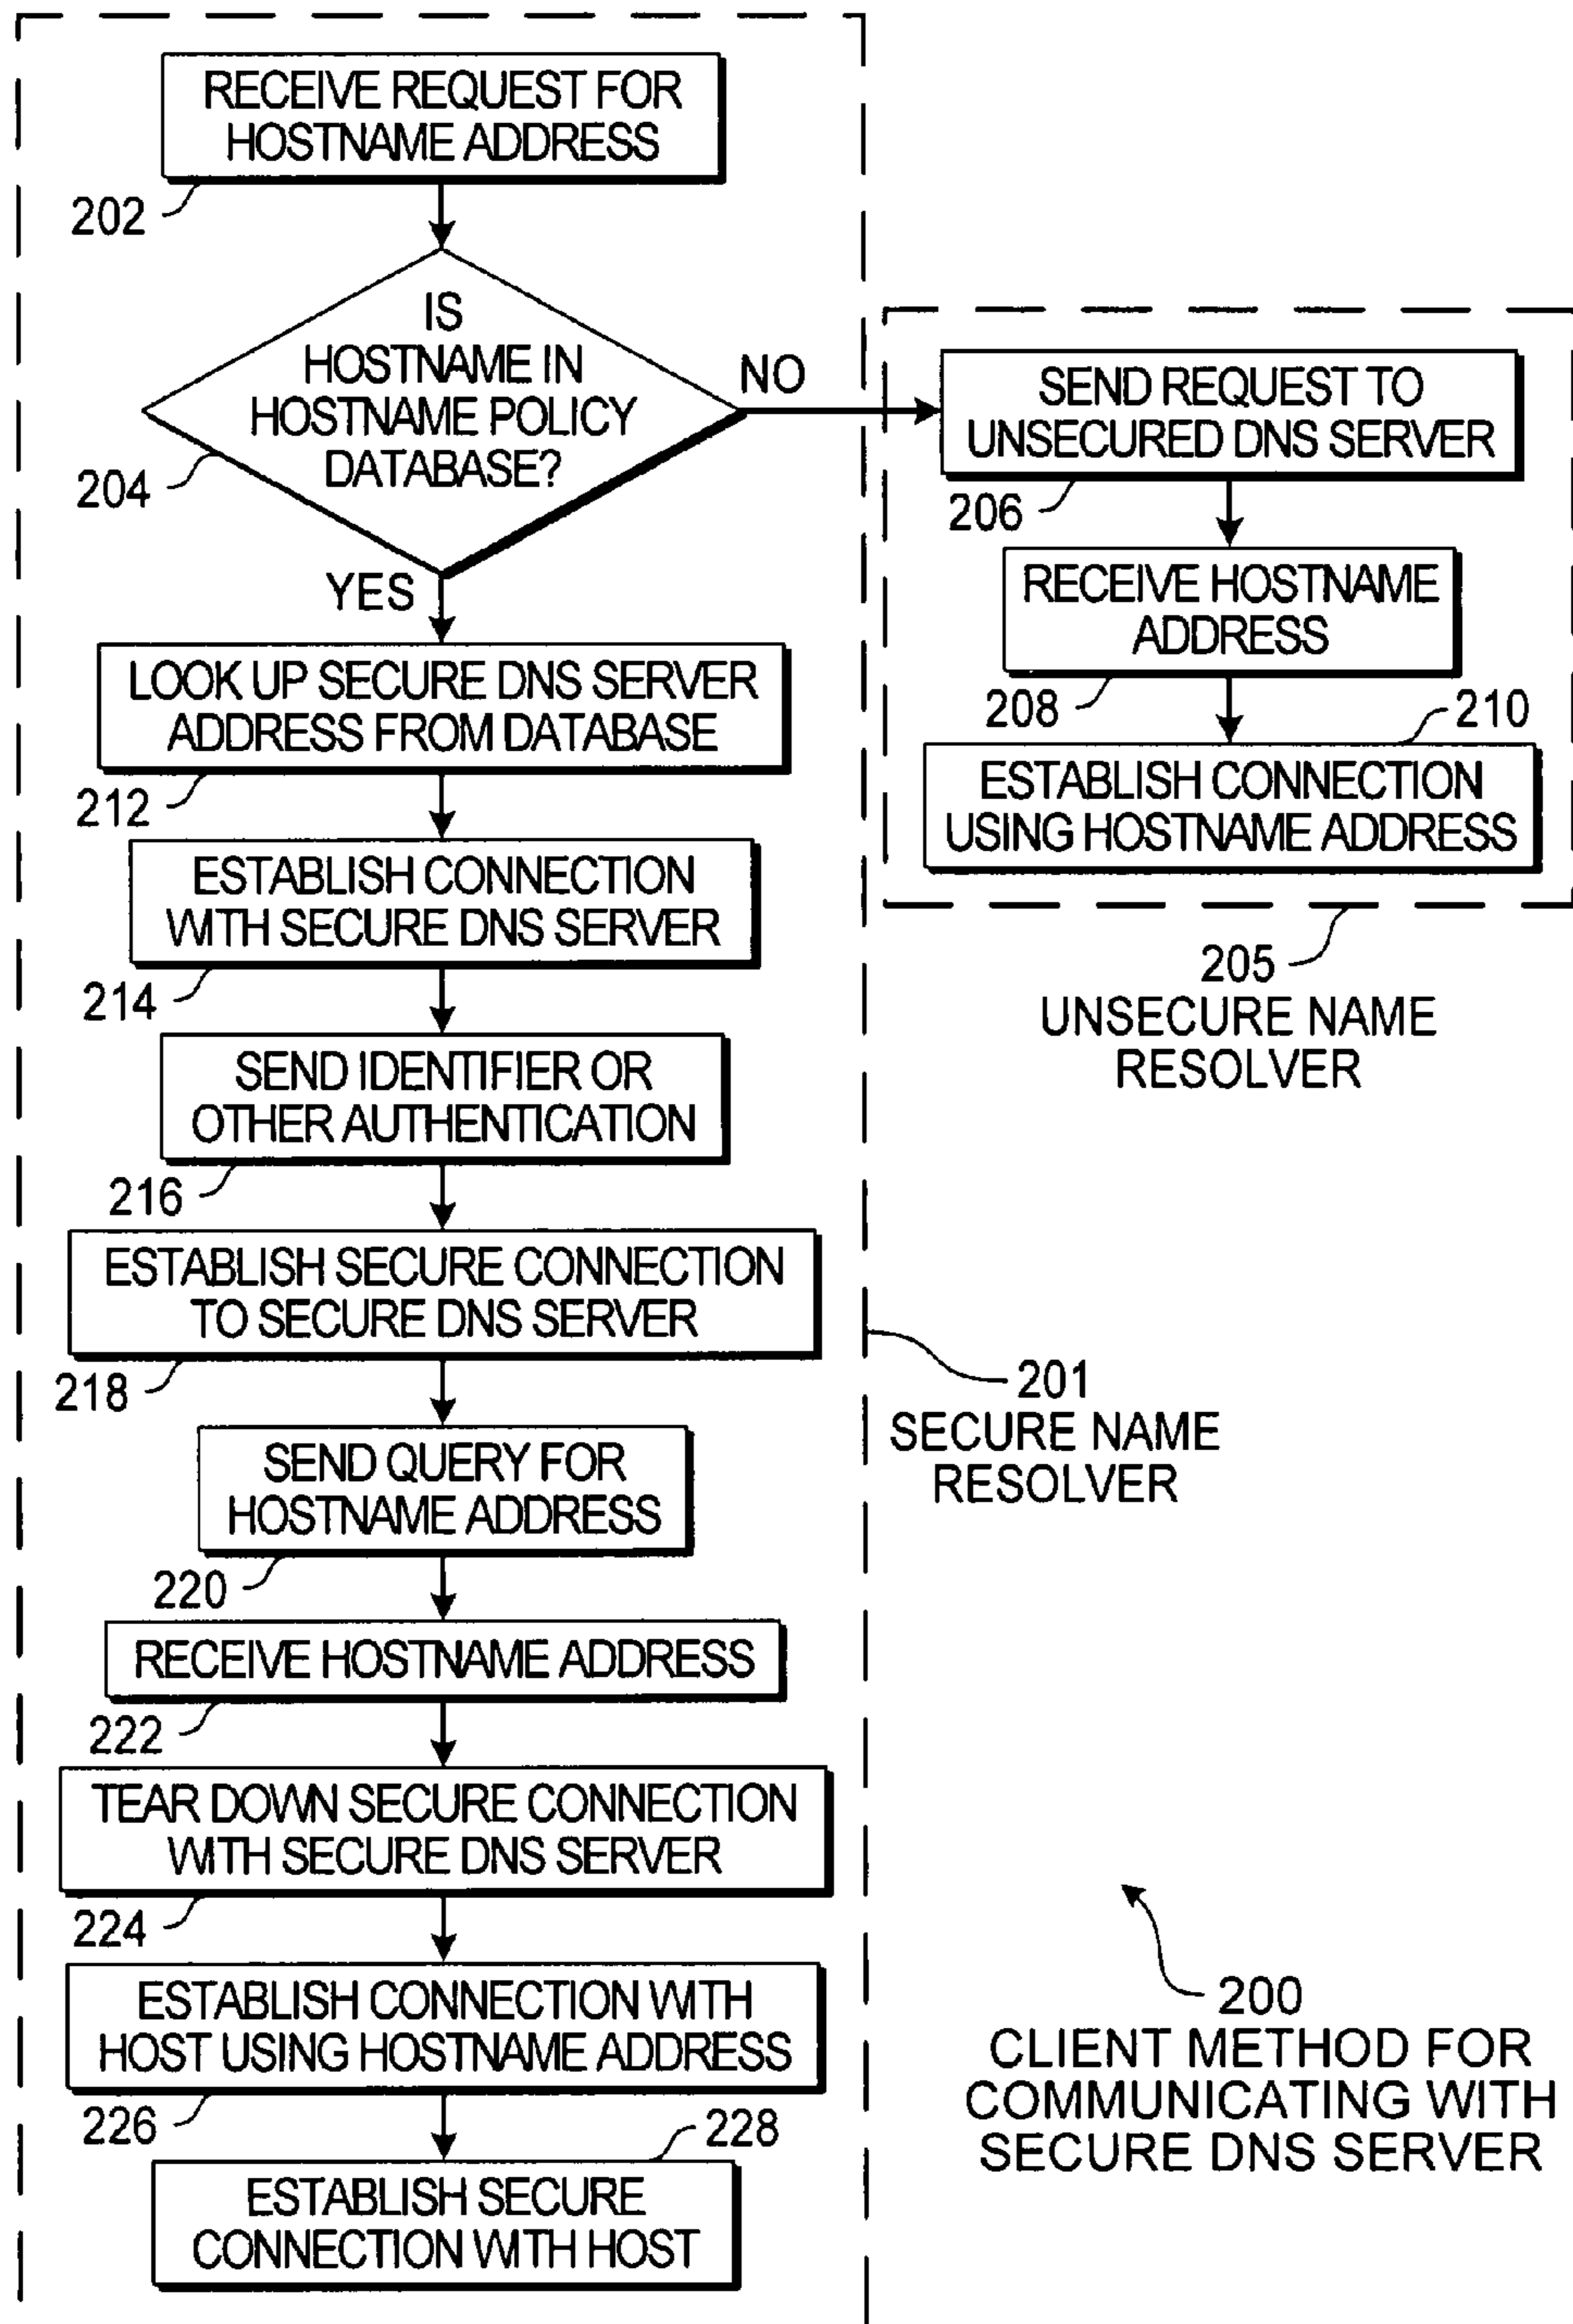 RECEIVE REQUEST FOR
HOSTNAME ADDRESS
202
IS
HOSTNAME IN
HOSTNAME POLICY
DATABASE?
204
NO
YES
SEND REQUEST TO
UNSECURED DNS SERVER
206
RECEIVE HOSTNAME
ADDRESS
208
210
ESTABLISH CONNECTION
USING HOSTNAME ADDRESS
205
UNSECURE NAME
RESOLVER
LOOK UP SECURE DNS SERVER
ADDRESS FROM DATABASE
212
ESTABLISH CONNECTION
WITH SECURE DNS SERVER
214
SEND IDENTIFIER OR
OTHER AUTHENTICATION
216
ESTABLISH SECURE CONNECTION
TO SECURE DNS SERVER
218
201
SECURE NAME
RESOLVER
SEND QUERY FOR
HOSTNAME ADDRESS
220
RECEIVE HOSTNAME ADDRESS
222
TEAR DOWN SECURE CONNECTION
WITH SECURE DNS SERVER
224
ESTABLISH CONNECTION WITH
HOST USING HOSTNAME ADDRESS
226
228
ESTABLISH SECURE
CONNECTION WITH HOST
200
CLIENT METHOD FOR
COMMUNICATING WITH
SECURE DNS SERVER